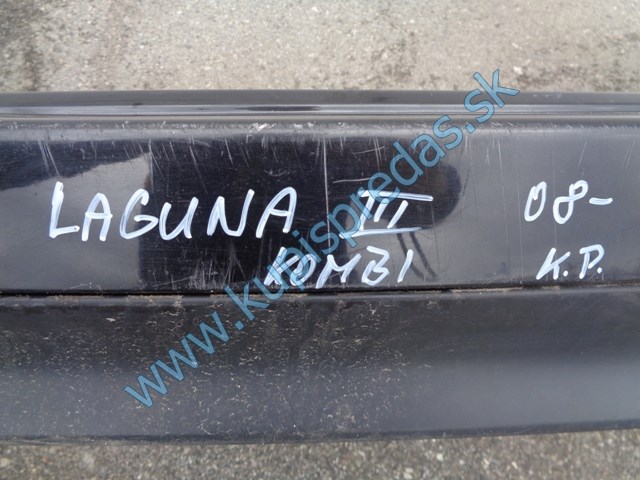 LAGUNA III 08-
KOMBI K.P.
www.kupispredas.sk